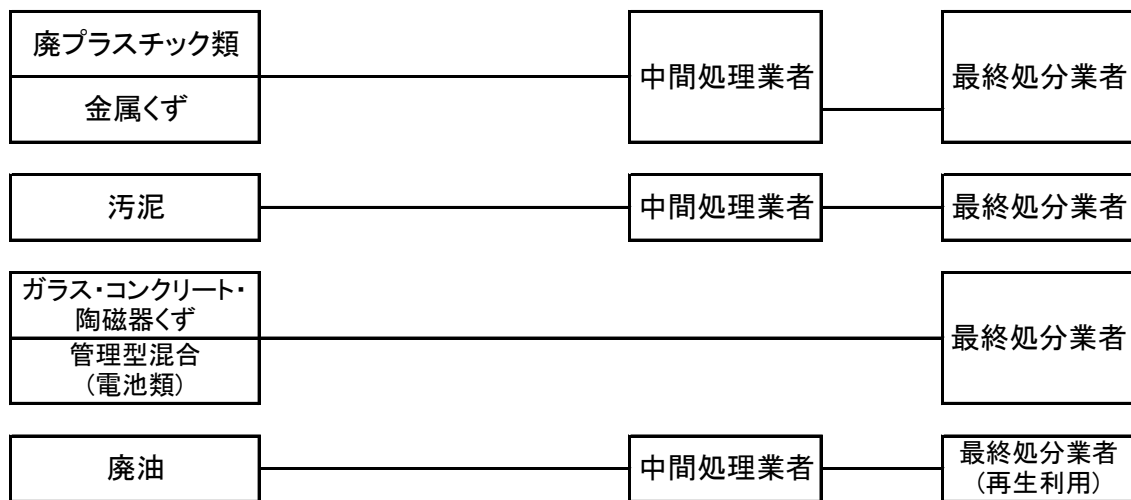 廃プラスチック類
金属くず
中間処理業者
最終処分業者
汚泥
中間処理業者
最終処分業者
ガラス・コンクリート・
陶磁器くず
管理型混合
(電池類)
最終処分業者
廃油
中間処理業者
最終処分業者
(再生利用)